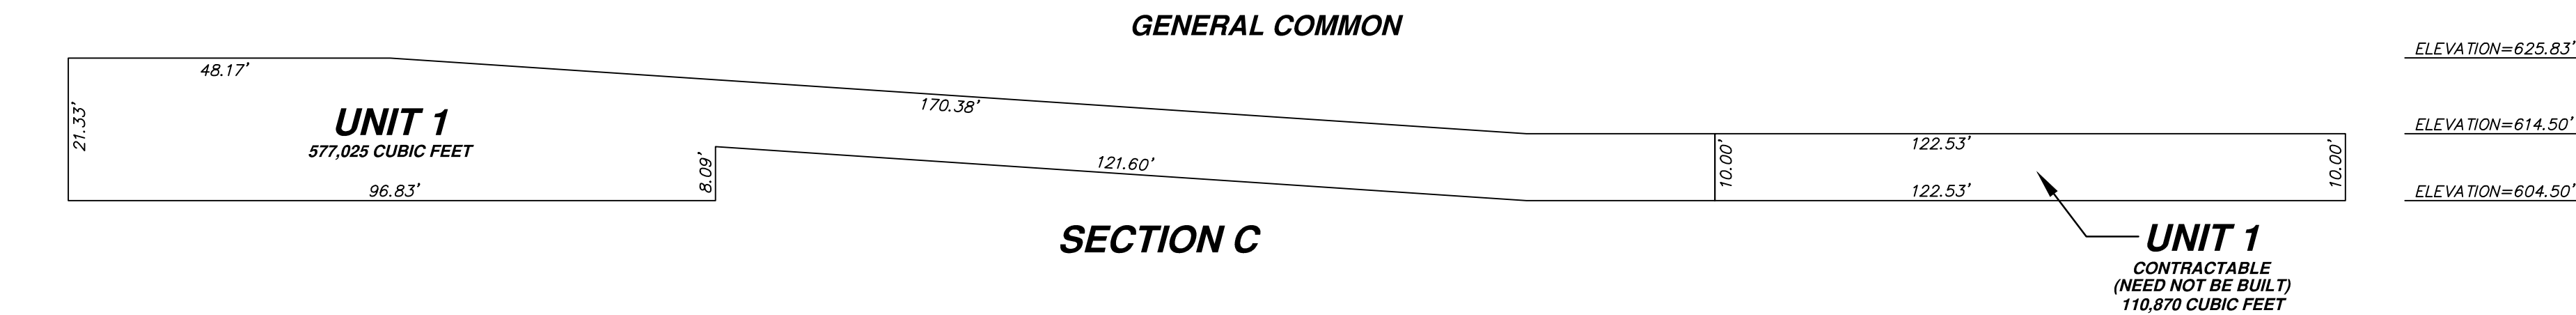 GENERAL COMMON
ELEVATION=625.83'
48.17'
21.33'
UNIT 1
577,025 CUBIC FEET
170.38'
ELEVATION=614.50'
122.53'
10.00'
10.00'
8.09'
121.60'
96.83'
122.53'
ELEVATION=604.50'
SECTION C
UNIT 1
CONTRACTABLE
(NEED NOT BE BUILT)
110,870 CUBIC FEET